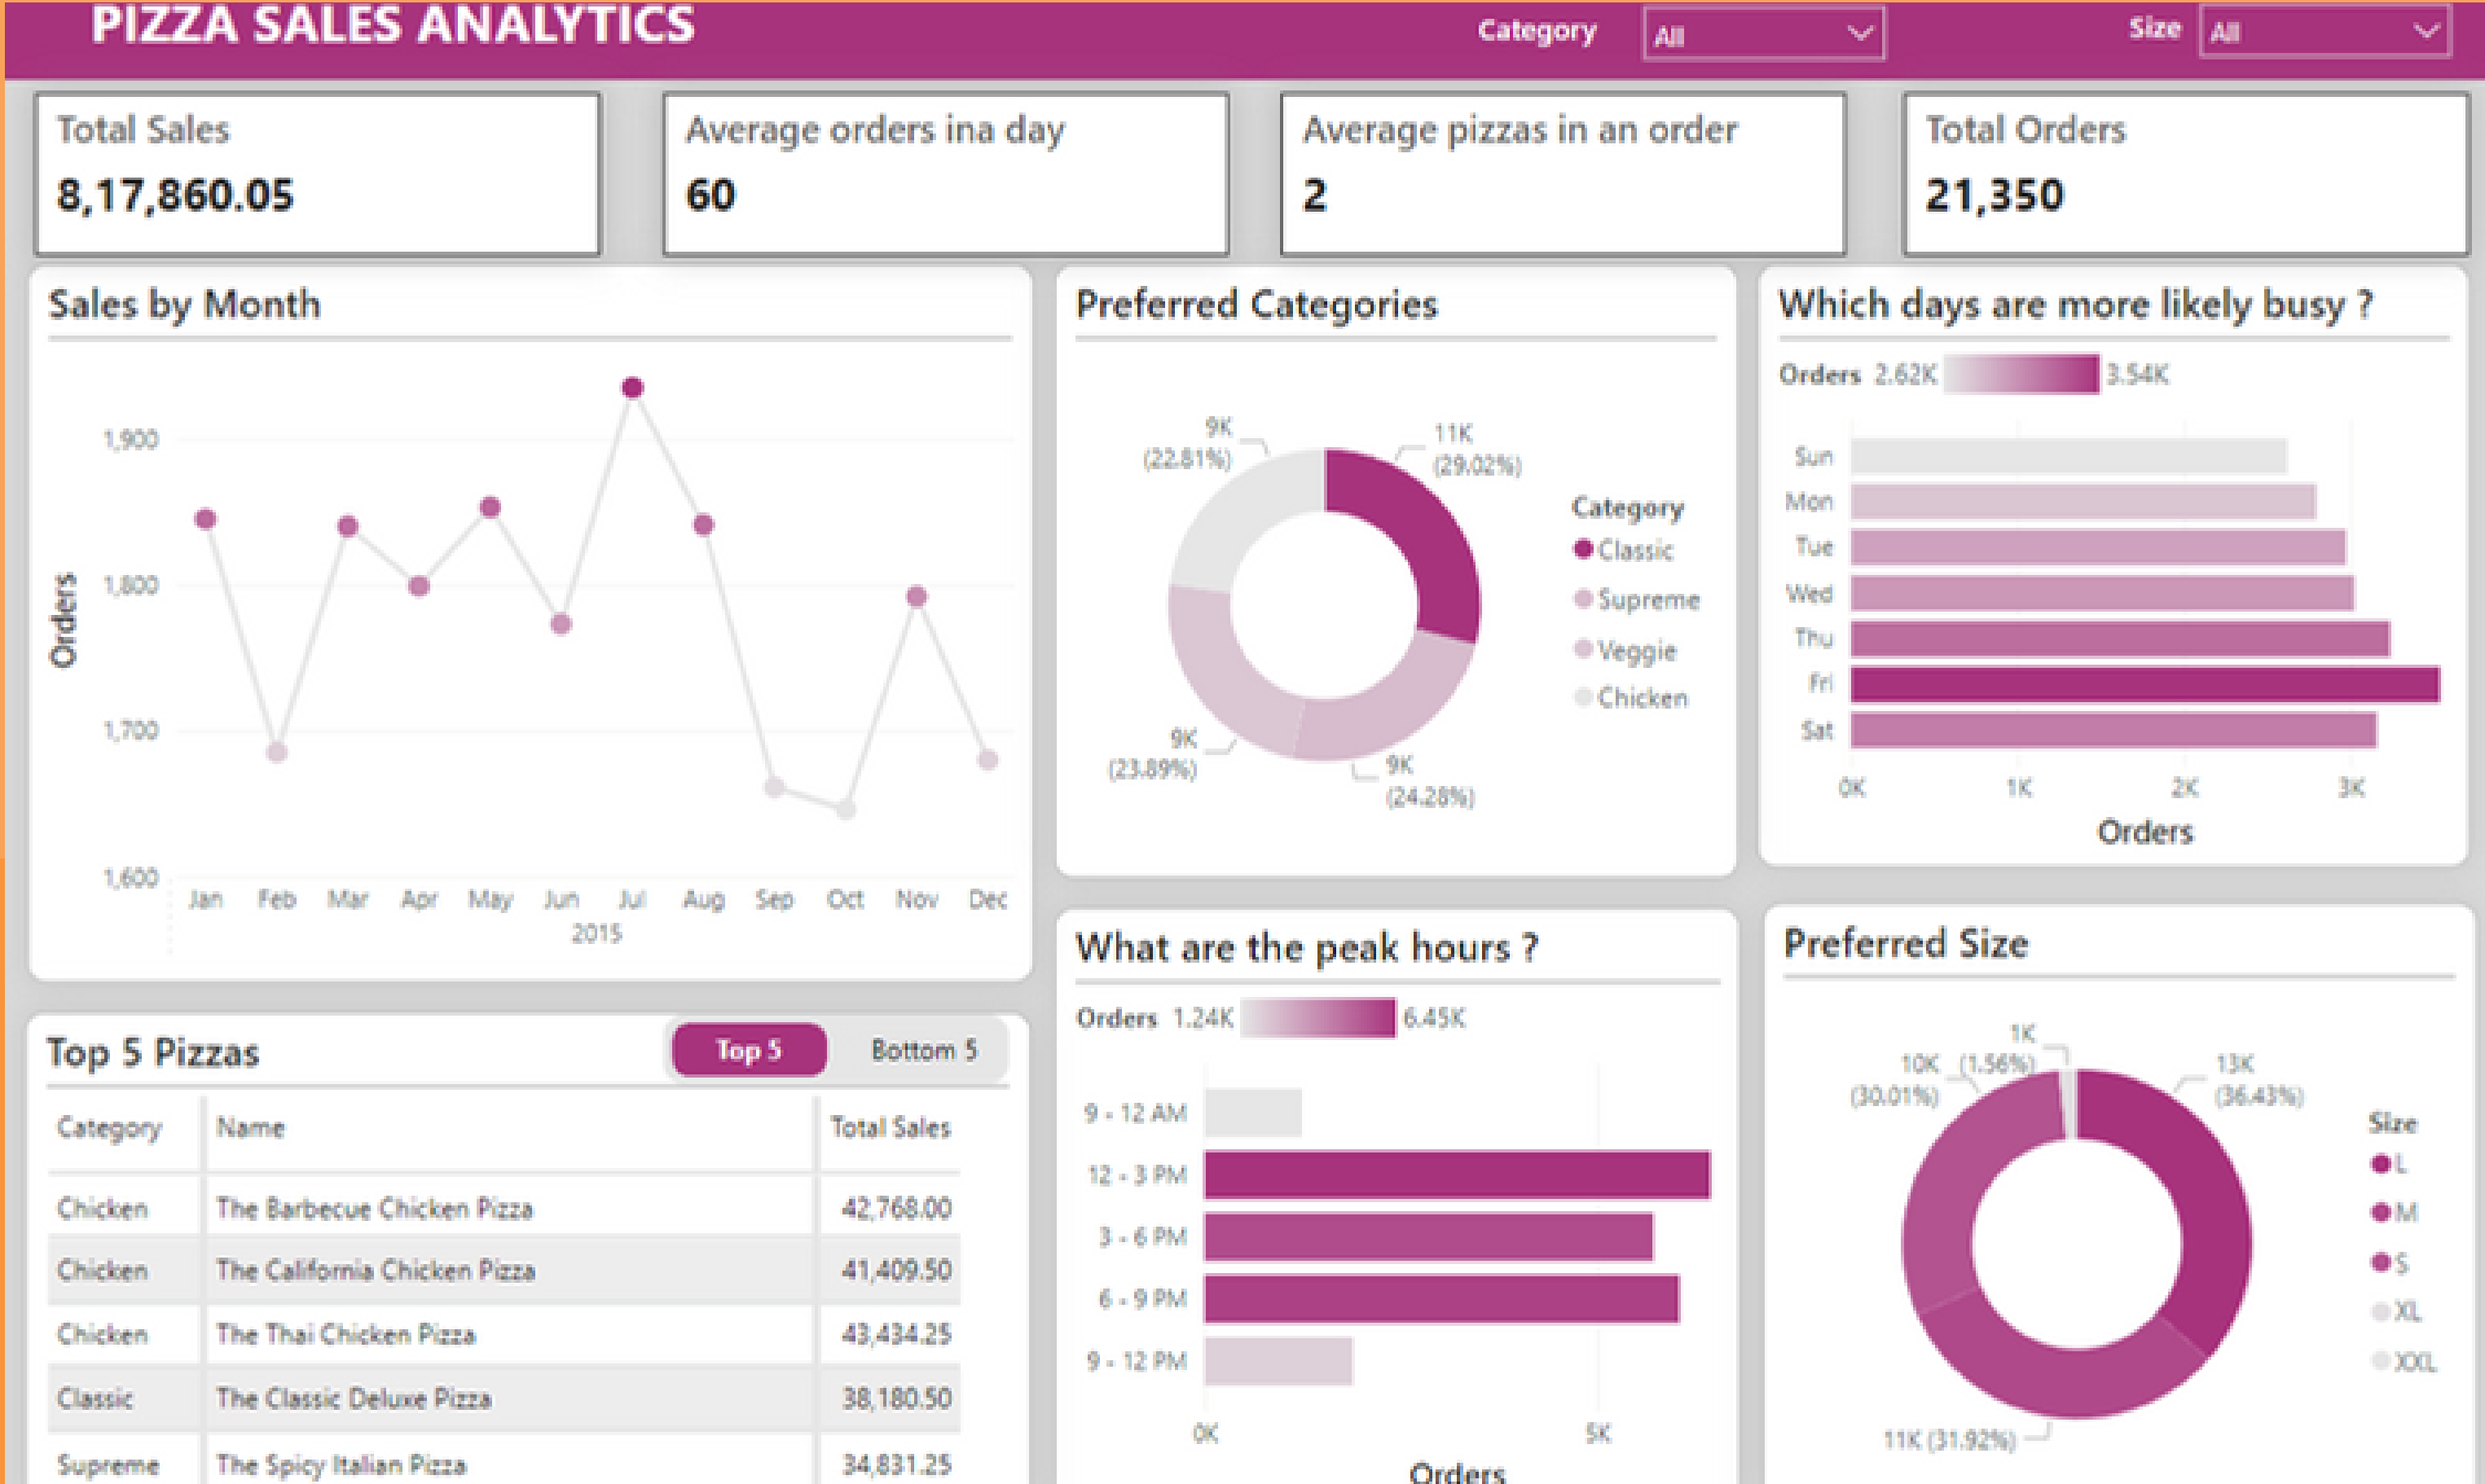 PIZZA SALES ANALYTICS
Category All
Size All
Total Sales
8,17,860.05
Average orders ina day
60
Average pizzas in an order
2
Total Orders
21,350
Sales by Month
Orders
1,900
1,800
1,700
1,600
Jan Feb Mar Apr May Jun Jul Aug Sep Oct Nov Dec
2015
Preferred Categories
9K
(22.81%)
11K
(29.02%)
9K
(23.89%)
9K
(24.28%)
Category
Classic
Supreme
Veggie
Chicken
Which days are more likely busy ?
Orders 2.62K 3.54K
Sun
Mon
Tue
Wed
Thu
Fri
Sat
0K 1K 2K 3K
Orders
Top 5 Pizzas
Top 5 Bottom 5
Category Name Total Sales
Chicken The Barbecue Chicken Pizza 42,768.00
Chicken The California Chicken Pizza 41,409.50
Chicken The Thai Chicken Pizza 43,434.25
Classic The Classic Deluxe Pizza 38,180.50
Supreme The Spicy Italian Pizza 34,831.25
What are the peak hours ?
Orders 1.24K 6.45K
9 - 12 AM
12 - 3 PM
3 - 6 PM
6 - 9 PM
9 - 12 PM
0K 5K
Orders
Preferred Size
1K
(1.56%)
10K
(30.01%)
13K
(36.43%)
11K (31.92%)
Size
L
M
S
XL
XXL